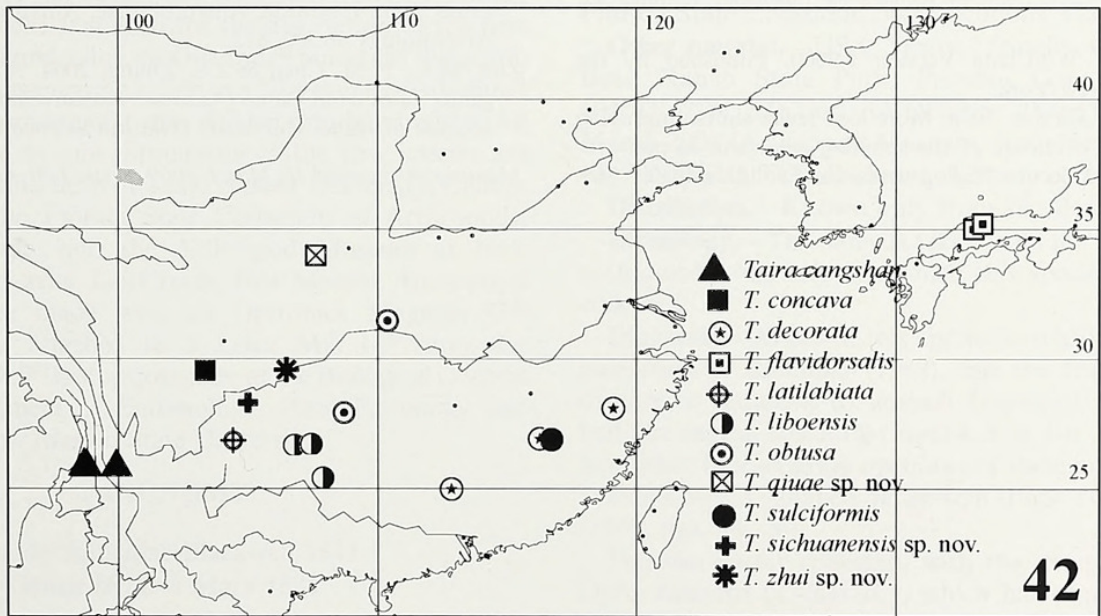 100 110 120 130
40
35
30
25
Taira cangshan
T. concava
T. decorata
T. flavidorsalis
T. latilabiata
T. liboensis
T. obtusa
T. qiuae sp. nov.
T. sulciformis
T. sichuanensis sp. nov.
T. zhui sp. nov.
42